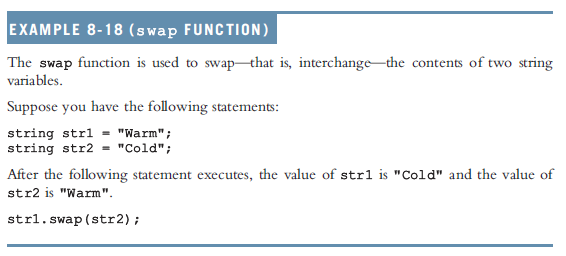 EXAMPLE 8-18 (swap FUNCTION)
The swap function is used to swap—that is, interchange—the contents of two string
variables.
Suppose you have the following statements:
string str1 = "Warm";
string str2 = "Cold";
After the following statement executes, the value of str1 is "Cold" and the value of
str2 is "Warm".
str1.swap(str2);